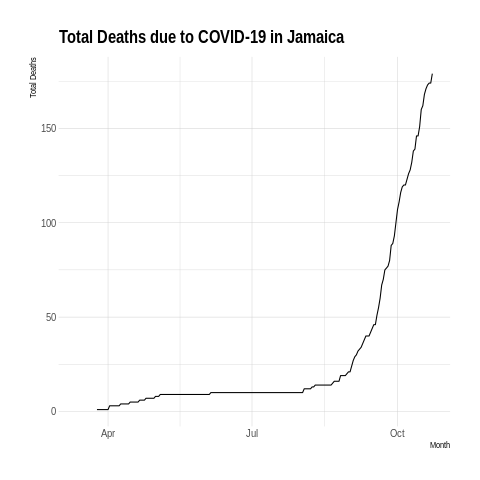 Total Deaths due to COVID-19 in Jamaica
Total Deaths
150
100
50
0
Apr
Jul
Oct
Month